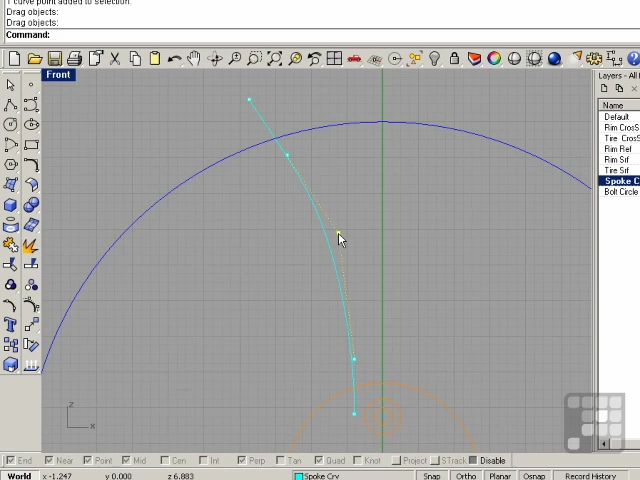 1 curve point added to selection.
Drag objects:
Drag objects:
Command:
Front
Layers - All
Name
Default
Rim CrosS
Tire CrosS
Rim Ref
Rim Srf
Tire Srf
Spoke C
Bolt Circle
z
x
End Near Point Mid Cen Int Perp Tan Quad Knot Project STrack Disable
World x -1.247 y 0.000 z 6.883 Spoke Crv Snap Ortho Planar Osnap Record History